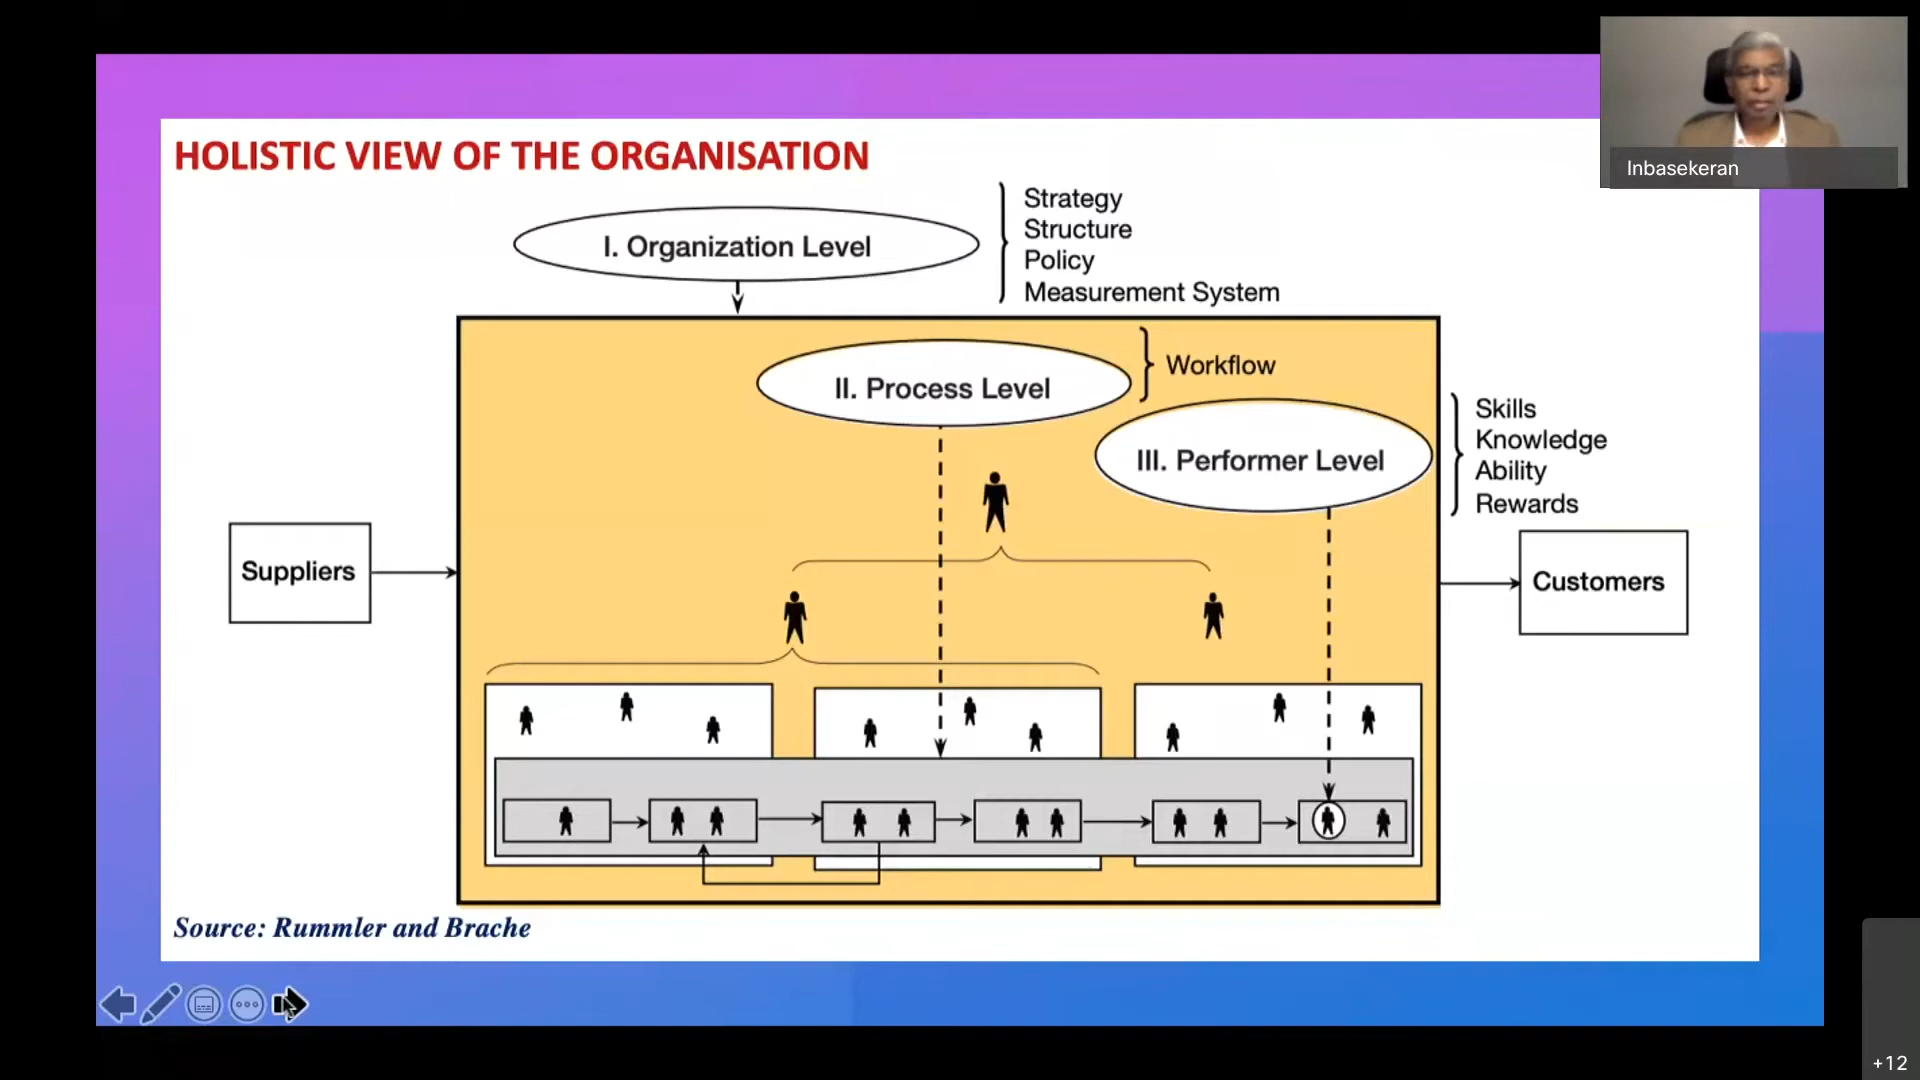 HOLISTIC VIEW OF THE ORGANISATION
Inbasekeran
I. Organization Level
Strategy
Structure
Policy
Measurement System
II. Process Level
Workflow
III. Performer Level
Skills
Knowledge
Ability
Rewards
Suppliers
Customers
Source: Rummler and Brache
+12